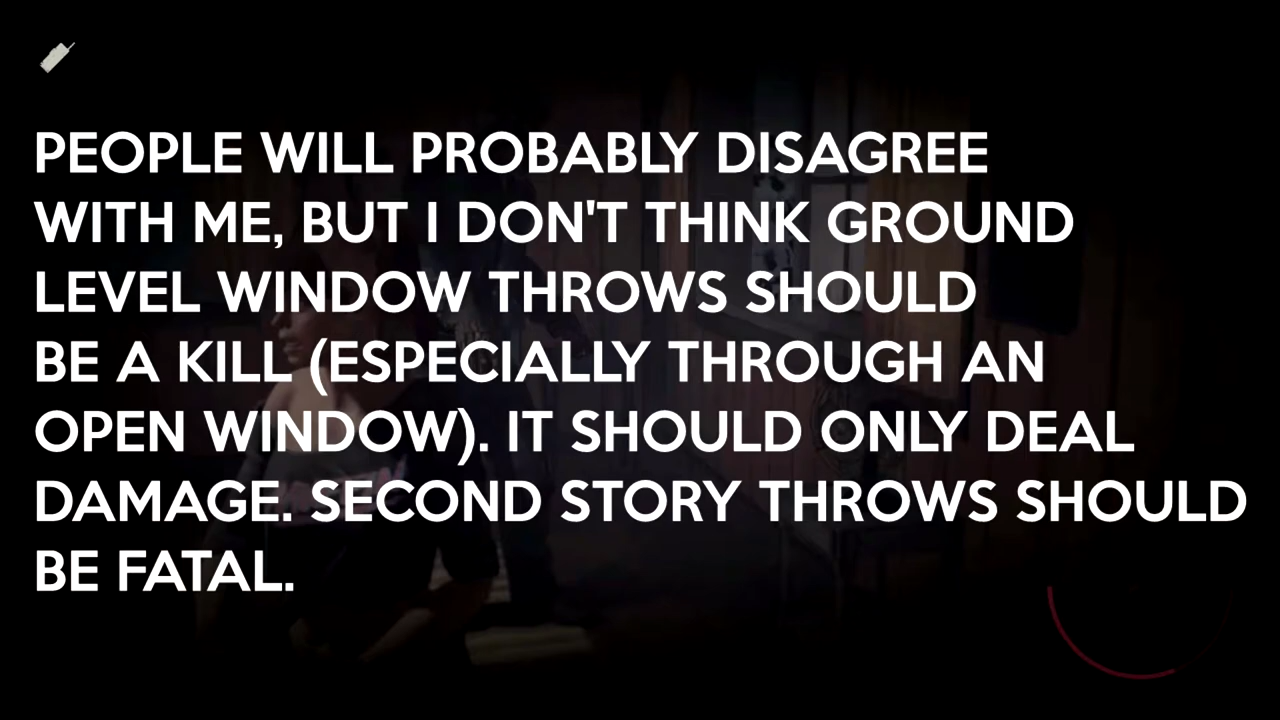 PEOPLE WILL PROBABLY DISAGREE
WITH ME, BUT I DON'T THINK GROUND
LEVEL WINDOW THROWS SHOULD
BE A KILL (ESPECIALLY THROUGH AN
OPEN WINDOW). IT SHOULD ONLY DEAL
DAMAGE. SECOND STORY THROWS SHOULD
BE FATAL.